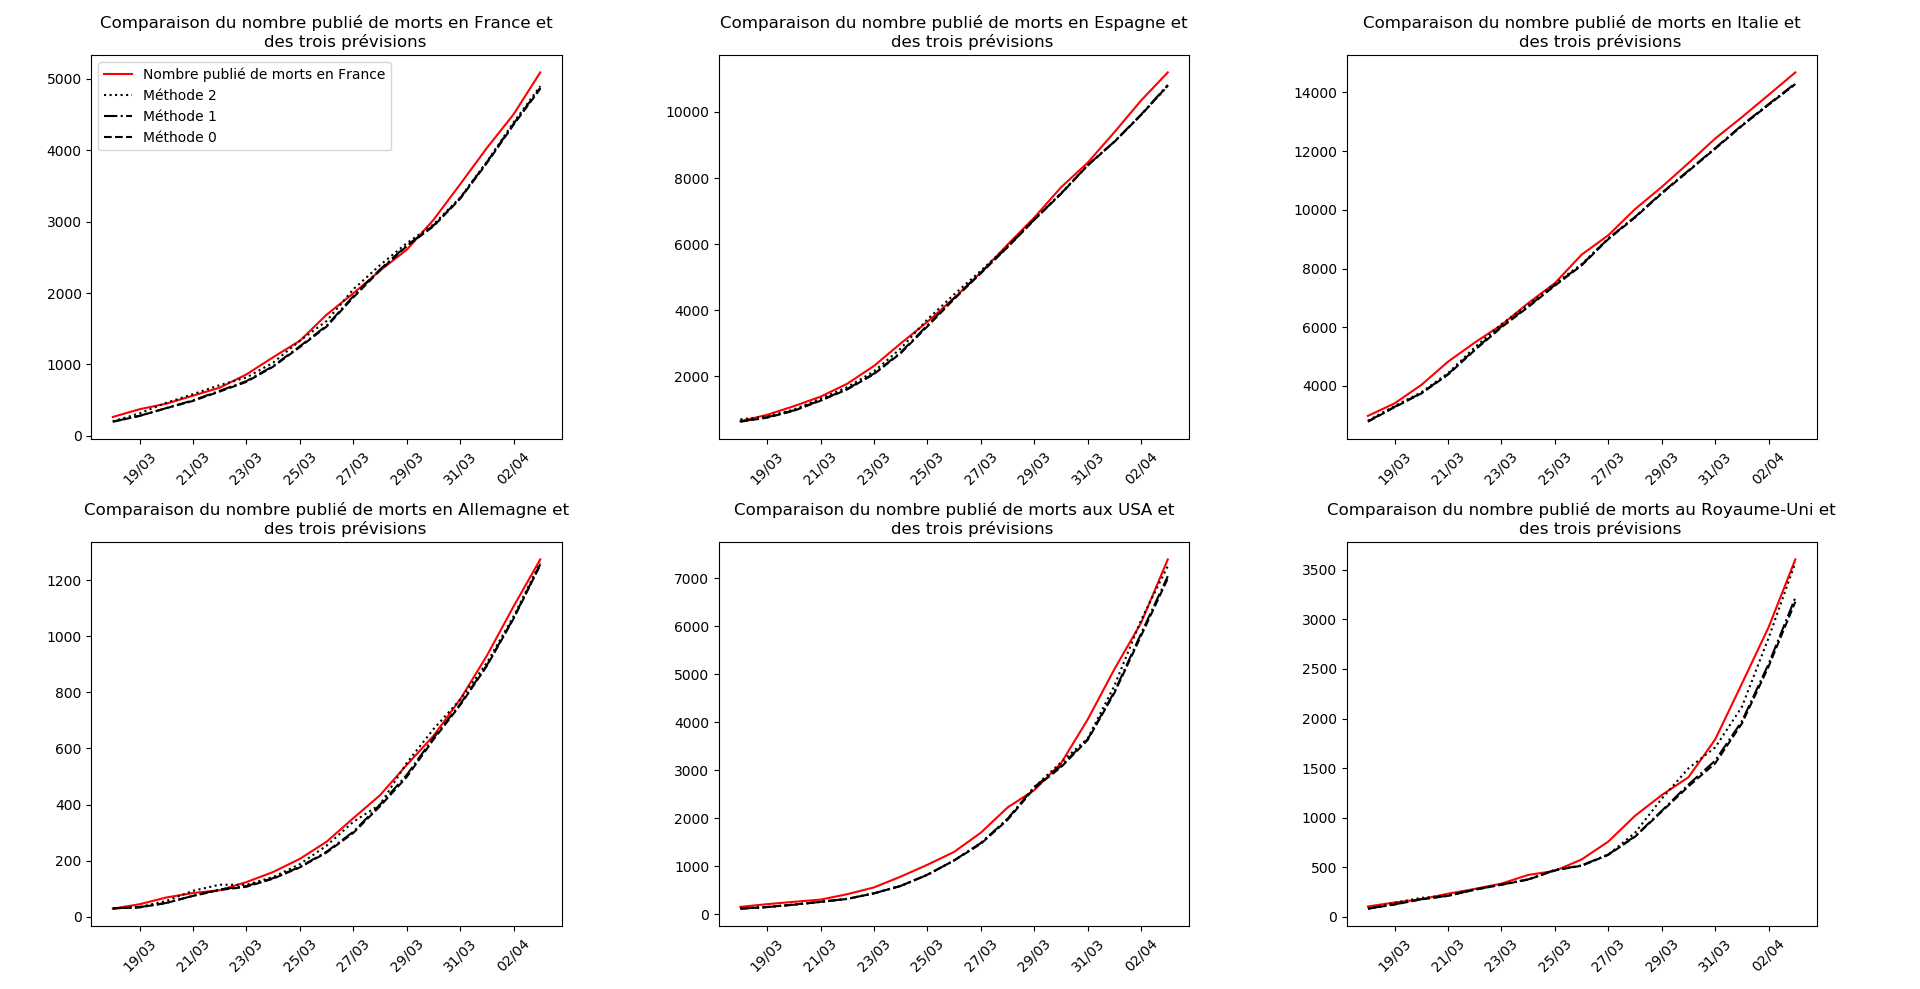 Comparaison du nombre publié de morts en France et
des trois prévisions
5000
4000
3000
2000
1000
0
Nombre publié de morts en France
Méthode 2
Méthode 1
Méthode 0
19/03 21/03 23/03 25/03 27/03 29/03 31/03 02/04
Comparaison du nombre publié de morts en Espagne et
des trois prévisions
10000
8000
6000
4000
2000
19/03 21/03 23/03 25/03 27/03 29/03 31/03 02/04
Comparaison du nombre publié de morts en Italie et
des trois prévisions
14000
12000
10000
8000
6000
4000
19/03 21/03 23/03 25/03 27/03 29/03 31/03 02/04
Comparaison du nombre publié de morts en Allemagne et
des trois prévisions
1200
1000
800
600
400
200
0
19/03 21/03 23/03 25/03 27/03 29/03 31/03 02/04
Comparaison du nombre publié de morts aux USA et
des trois prévisions
7000
6000
5000
4000
3000
2000
1000
0
19/03 21/03 23/03 25/03 27/03 29/03 31/03 02/04
Comparaison du nombre publié de morts au Royaume-Uni et
des trois prévisions
3500
3000
2500
2000
1500
1000
500
0
19/03 21/03 23/03 25/03 27/03 29/03 31/03 02/04